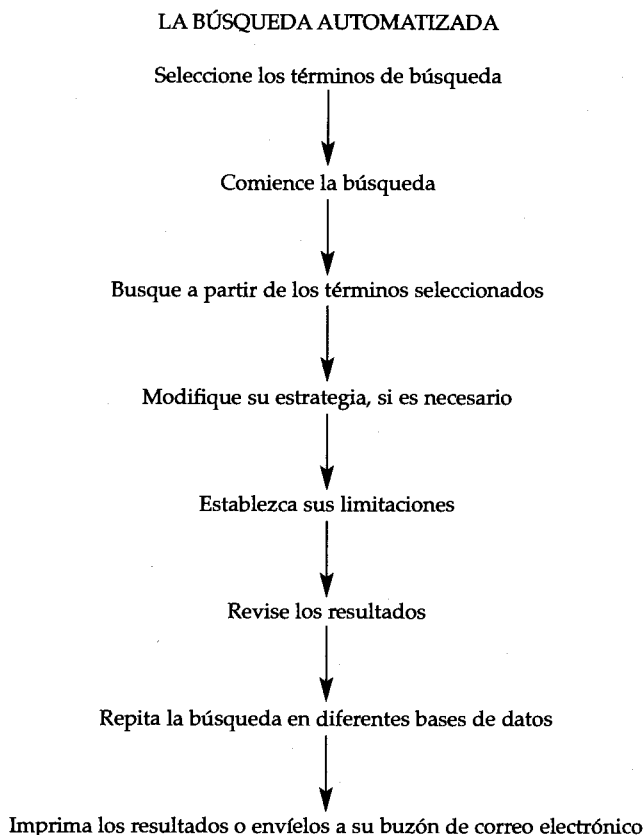 LA BÚSQUEDA AUTOMATIZADA
Seleccione los términos de búsqueda
Comience la búsqueda
Busque a partir de los términos seleccionados
Modifique su estrategia, si es necesario
Establezca sus limitaciones
Revise los resultados
Repita la búsqueda en diferentes bases de datos
Imprima los resultados o envíelos a su buzón de correo electrónico